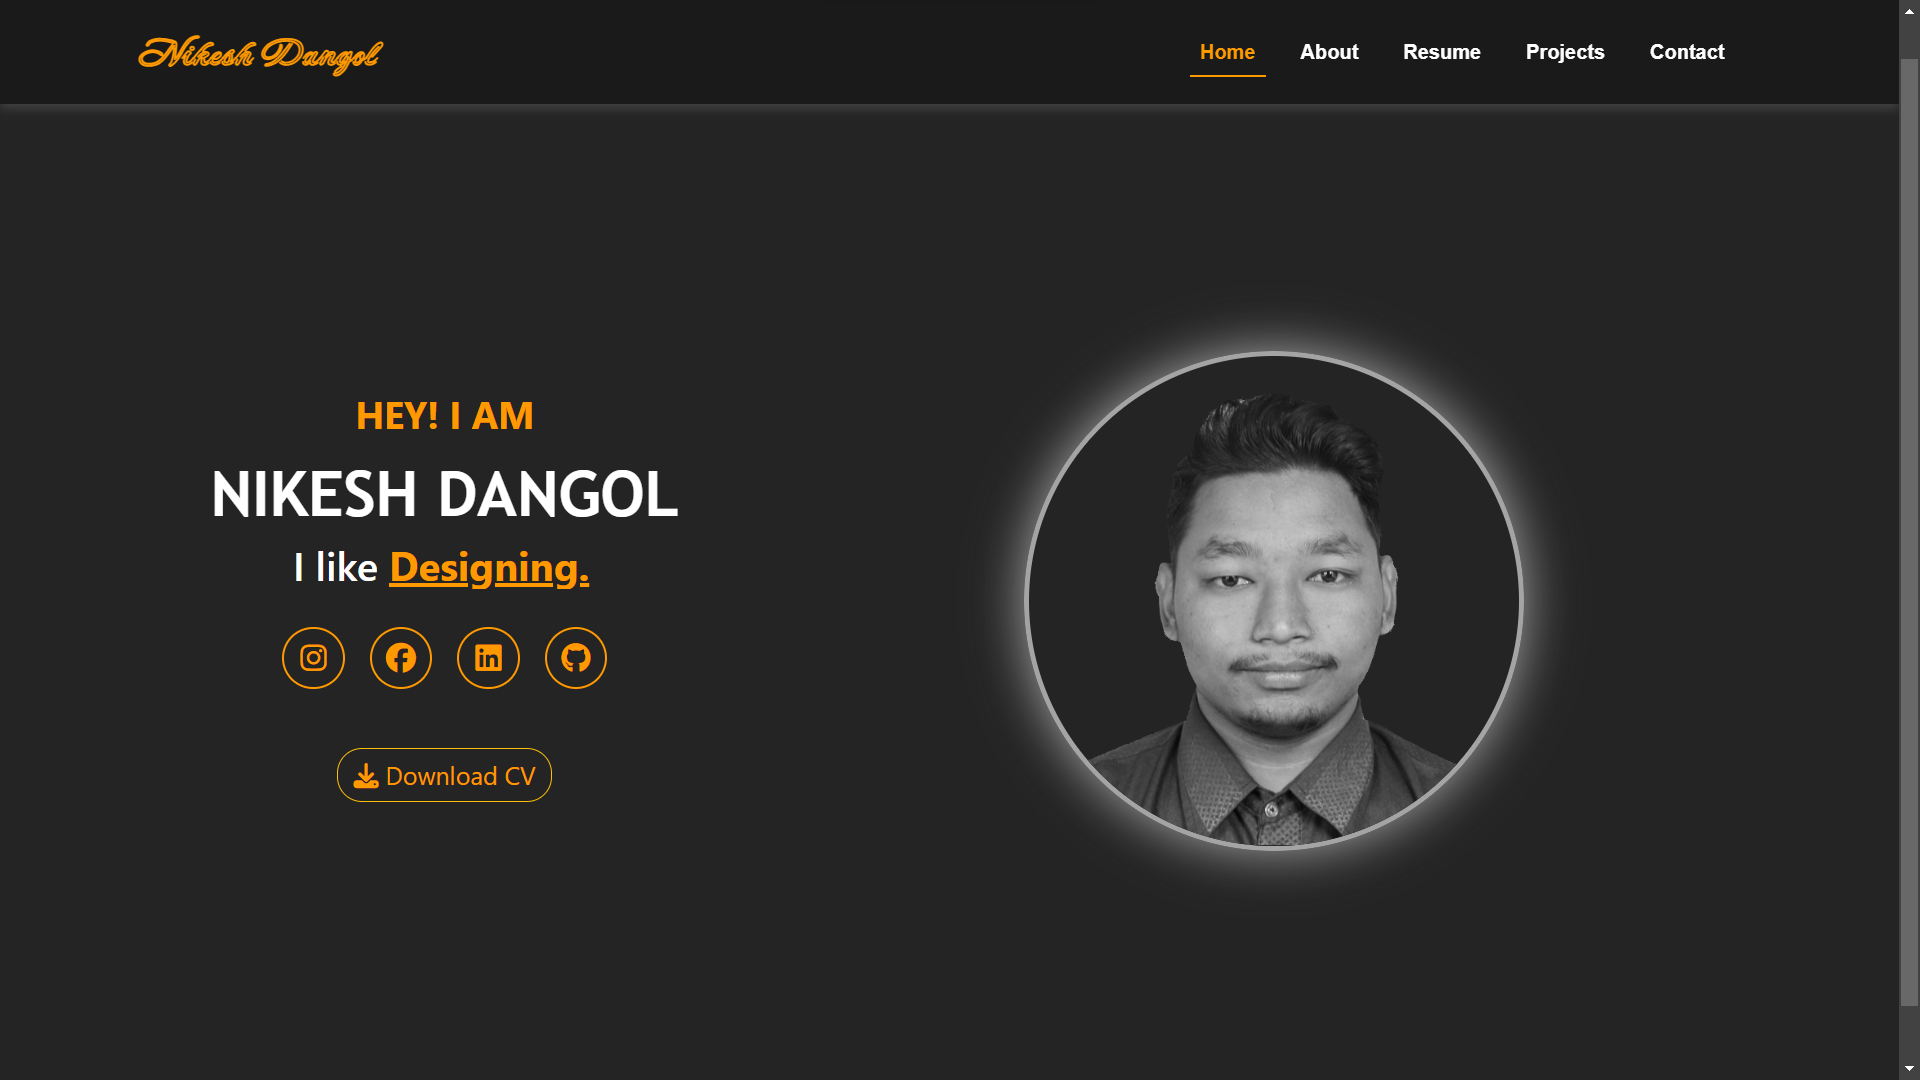 Nikesh Dangol
Home About Resume Projects Contact
HEY! I AM
NIKESH DANGOL
I like Designing.
Download CV